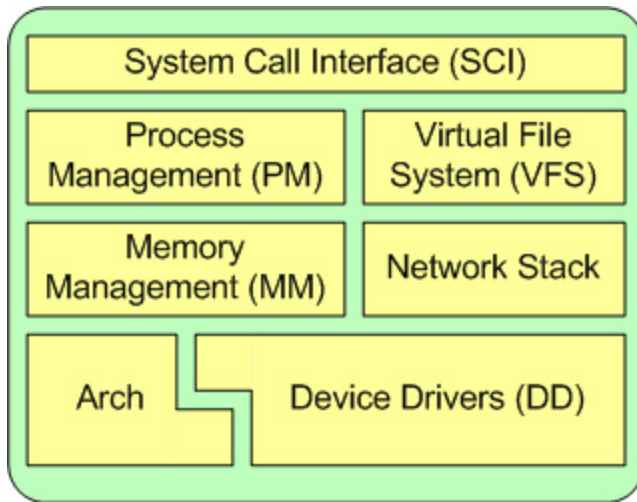 System Call Interface (SCI)
Process
Management (PM)
Virtual File
System (VFS)
Memory
Management (MM)
Network Stack
Arch
Device Drivers (DD)